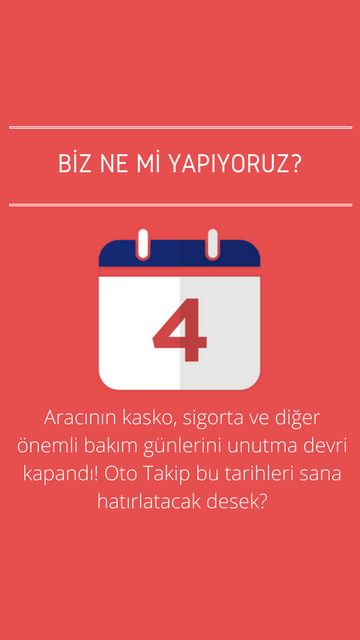 BİZ NE Mİ YAPIYORUZ?
4
Aracının kasko, sigorta ve diğer
önemli bakım günlerini unutma devri
kapandı! Oto Takip bu tarihleri sana
hatırlatacak desek?